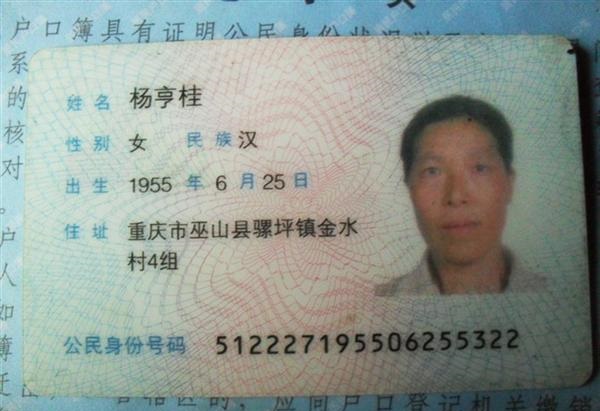 户口簿具有证明公民身份状况
系
的
核
对
。
户
人
如
簿
迁
姓名 杨亨桂
性别 女 民族 汉
出生 1955 年 6 月 25 日
住址 重庆市巫山县骡坪镇金水
村4组
公民身份号码 512227195506255322
应向户口登记机关缴销